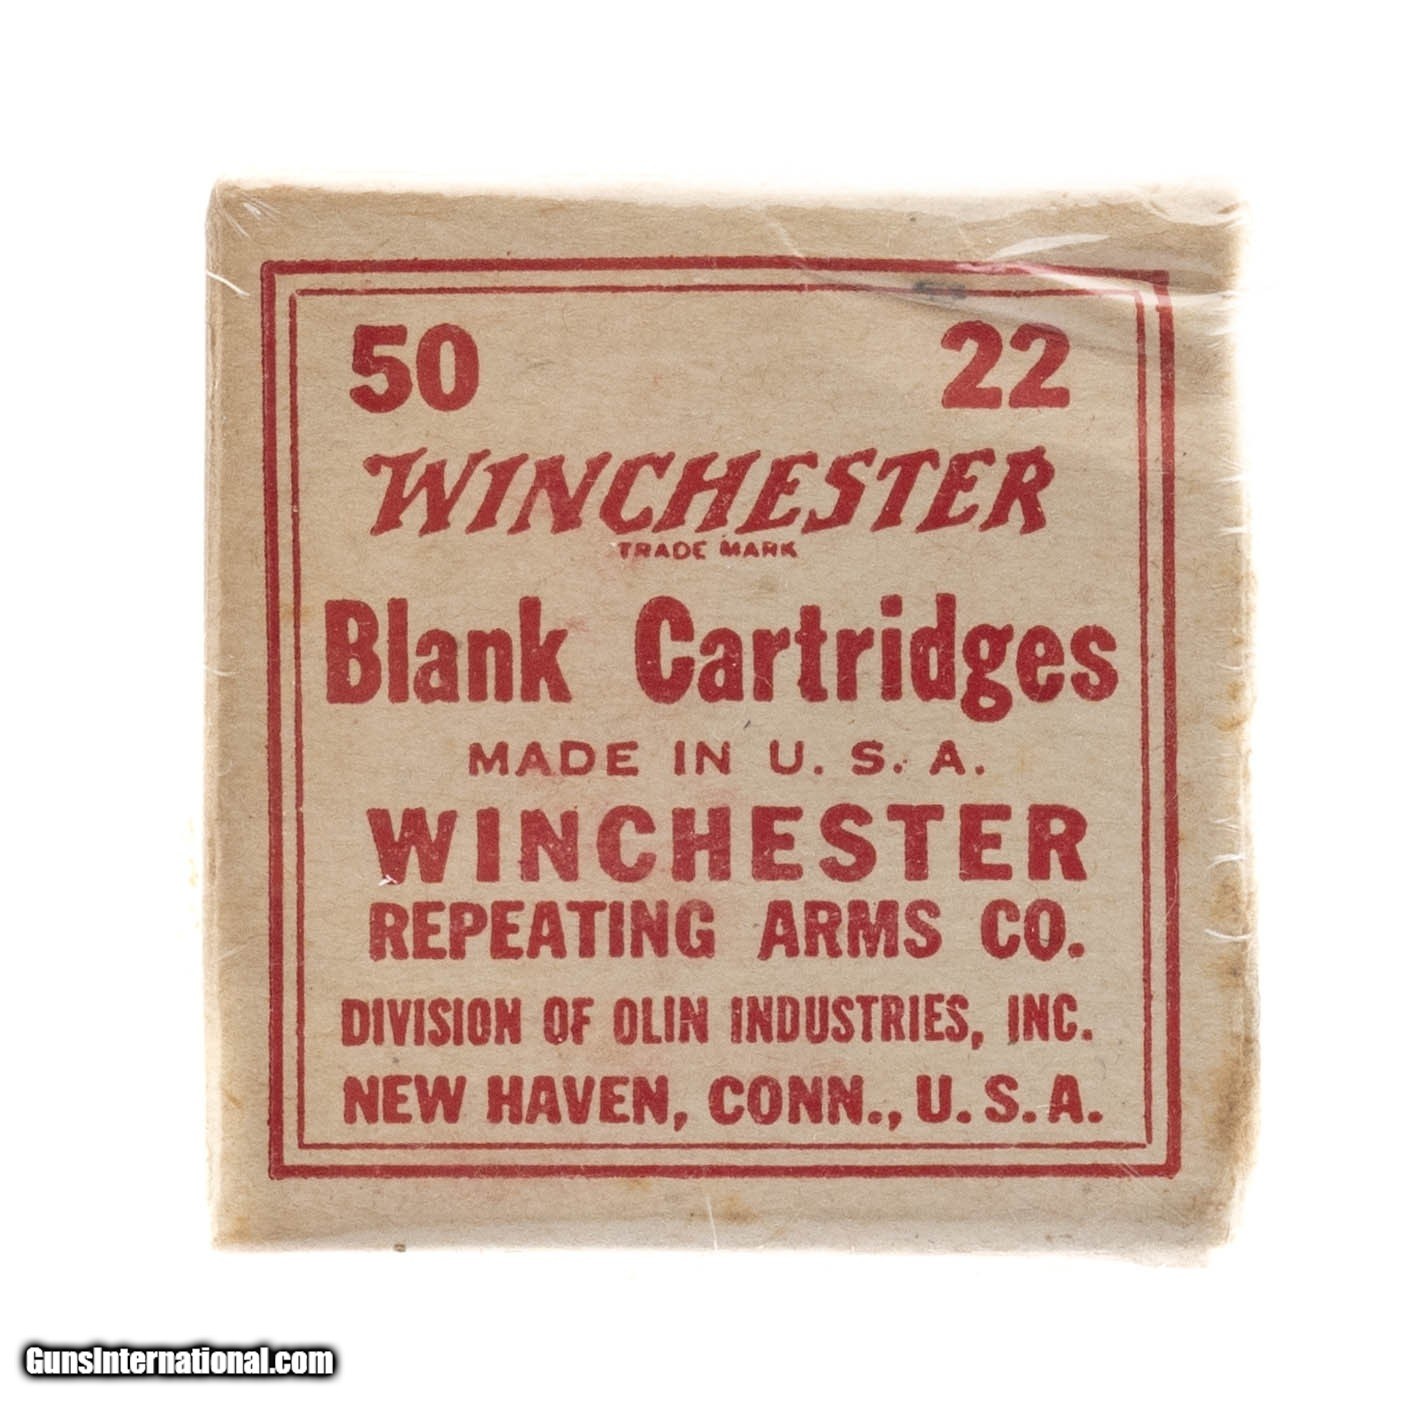 50 22
WINCHESTER
TRADE MARK
Blank Cartridges
MADE IN U. S. A.
WINCHESTER
REPEATING ARMS CO.
DIVISION OF OLIN INDUSTRIES, INC.
NEW HAVEN, CONN., U. S. A.
GunsInternational.com